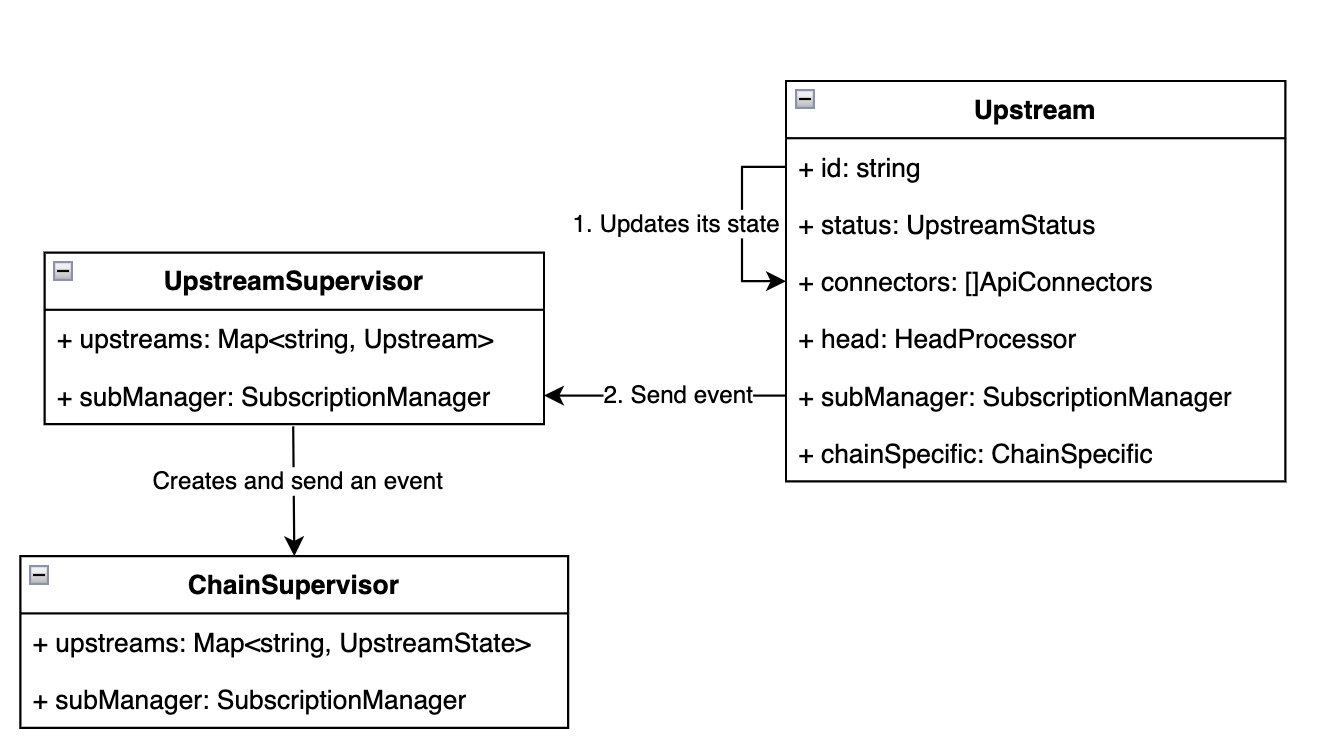 Upstream
+ id: string
+ status: UpstreamStatus
+ connectors: []ApiConnectors
+ head: HeadProcessor
+ subManager: SubscriptionManager
+ chainSpecific: ChainSpecific
1. Updates its state
2. Send event
UpstreamSupervisor
+ upstreams: Map<string, Upstream>
+ subManager: SubscriptionManager
Creates and send an event
ChainSupervisor
+ upstreams: Map<string, UpstreamState>
+ subManager: SubscriptionManager